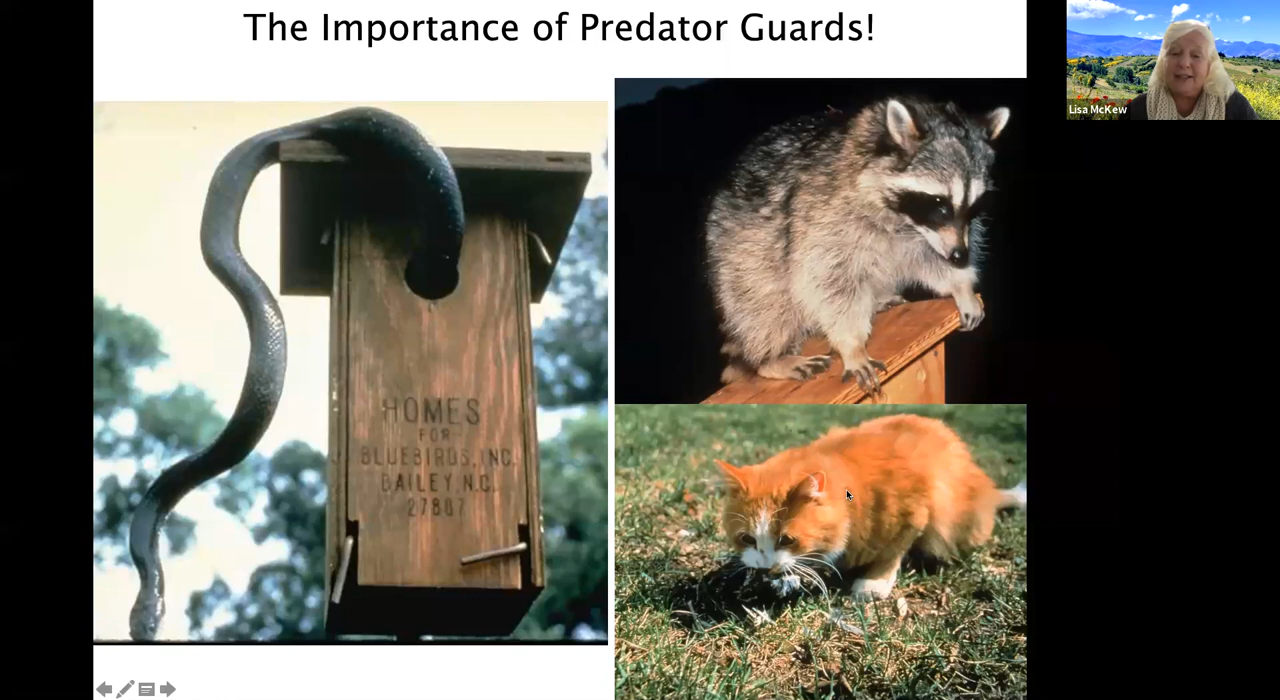 The Importance of Predator Guards!
Lisa McKew
HOMES
FOR
BLUEBIRDS, INC.
BAILEY, N.C.
27807